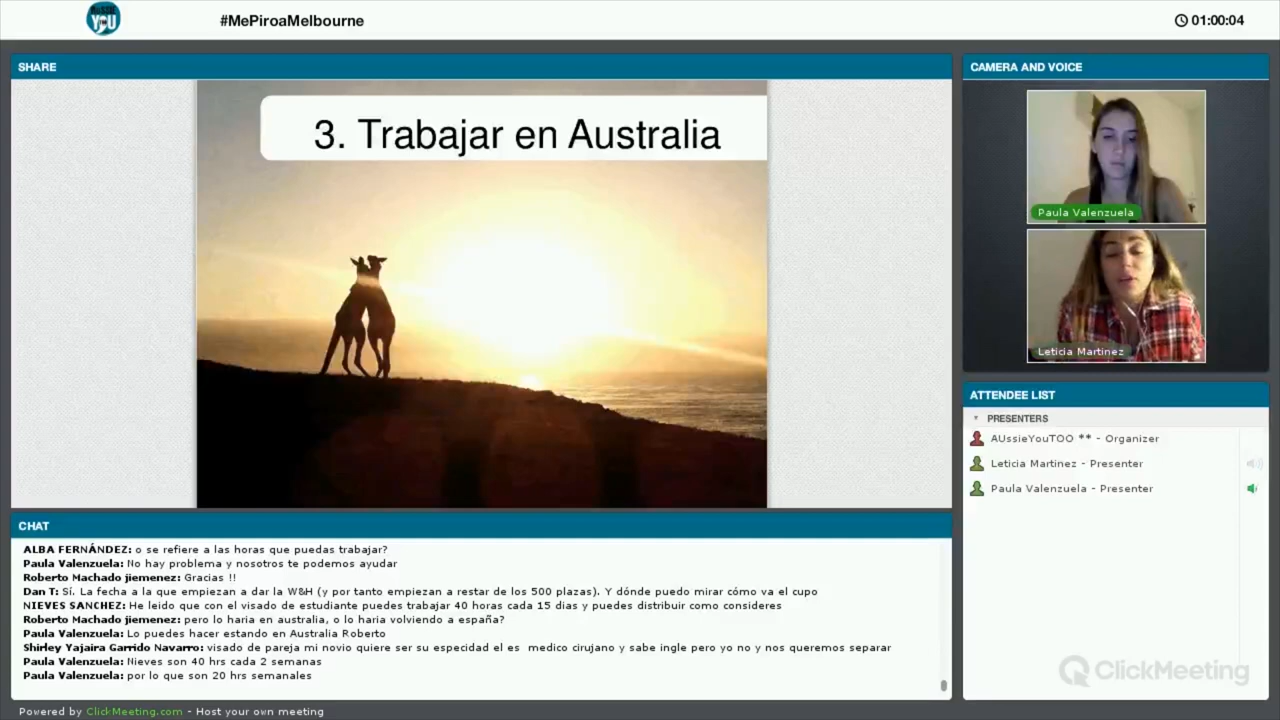 YOU
#MePiroaMelbourne
01:00:04
SHARE
3. Trabajar en Australia
CAMERA AND VOICE
Paula Valenzuela
Leticia Martinez
ATTENDEE LIST
PRESENTERS
AUssieYouTOO ** - Organizer
Leticia Martinez - Presenter
Paula Valenzuela - Presenter
CHAT
ALBA FERNÁNDEZ: o se refiere a las horas que puedas trabajar?
Paula Valenzuela: No hay problema y nosotros te podemos ayudar
Roberto Machado jiemenez: Gracias !!
Dan T: Sí. La fecha a la que empiezan a dar la W&H (y por tanto empiezan a restar de los 500 plazas). Y dónde puedo mirar cómo va el cupo
NIEVES SANCHEZ: He leido que con el visado de estudiante puedes trabajar 40 horas cada 15 dias y puedes distribuir como consideres
Roberto Machado jiemenez: pero lo haria en australia, o lo haria volviendo a españa?
Paula Valenzuela: Lo puedes hacer estando en Australia Roberto
Shirley Yajaira Garrido Navarro: visado de pareja mi novio quiere ser su especidad el es medico cirujano y sabe ingle pero yo no y nos queremos separar
Paula Valenzuela: Nieves son 40 hrs cada 2 semanas
Paula Valenzuela: por lo que son 20 hrs semanales
ClickMeeting
Powered by ClickMeeting.com - Host your own meeting